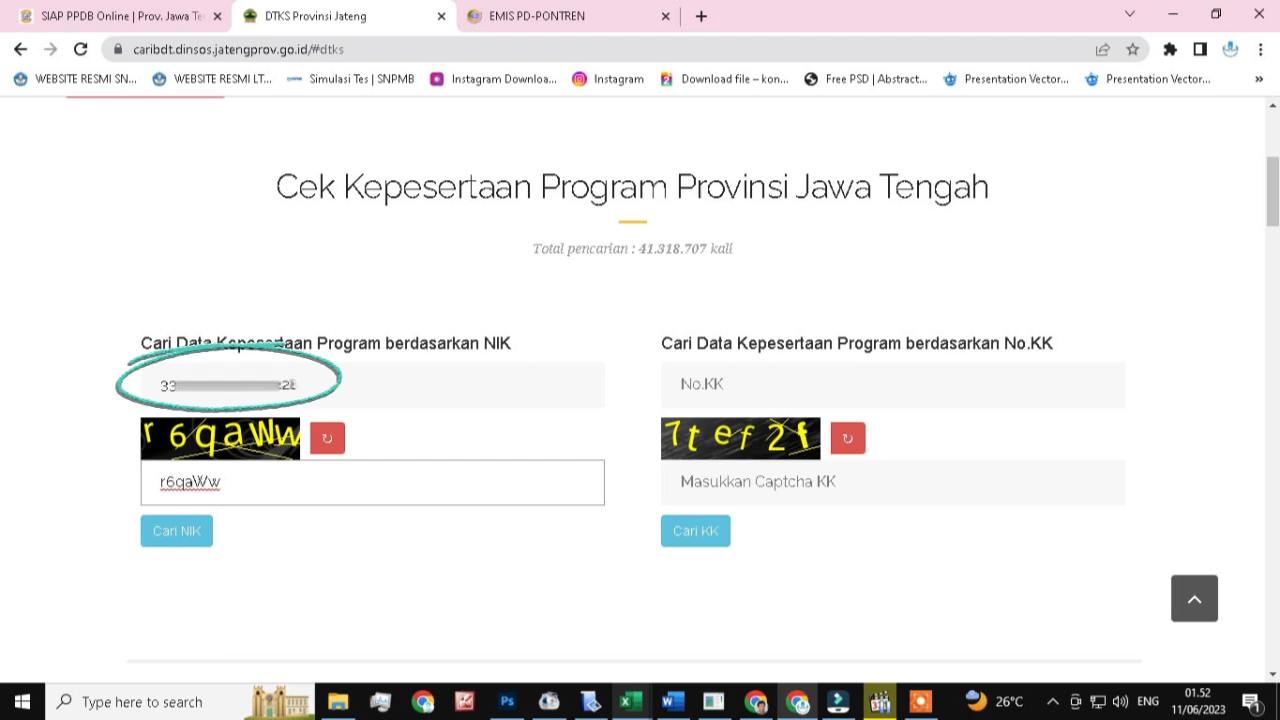 SIAP PPDB Online | Prov. Jawa Te
DTKS Provinsi Jateng
EMIS PD-PONTREN
caribdt.dinsos.jatengprov.go.id/#dtks
WEBSITE RESMI SN...
WEBSITE RESMI LT...
Simulasi Tes | SNPMB
Instagram Downloa...
Instagram
Download file – kon...
Free PSD | Abstract...
Presentation Vector...
Presentation Vector...
»
Cek Kepesertaan Program Provinsi Jawa Tengah
Total pencarian : 41.318.707 kali
Cari Data Kepesertaan Program berdasarkan NIK
33
r6qaWw
r6qaWw
Cari NIK
Cari Data Kepesertaan Program berdasarkan No.KK
No.KK
7tef2f
Masukkan Captcha KK
Cari KK
Type here to search
Ps
26°C
ENG
01.52
11/06/2023